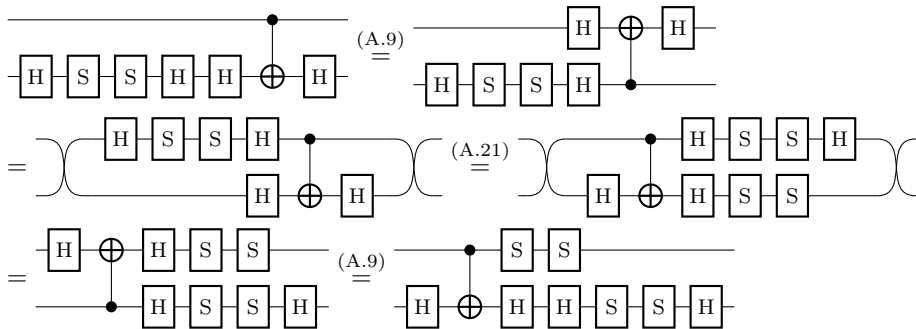 H S S H H H (A.9) = H H
H S S H
= H S S H (A.21) = H S S H
H H H H S S
= H H S S (A.9) = S S
H S S H H H H S S H